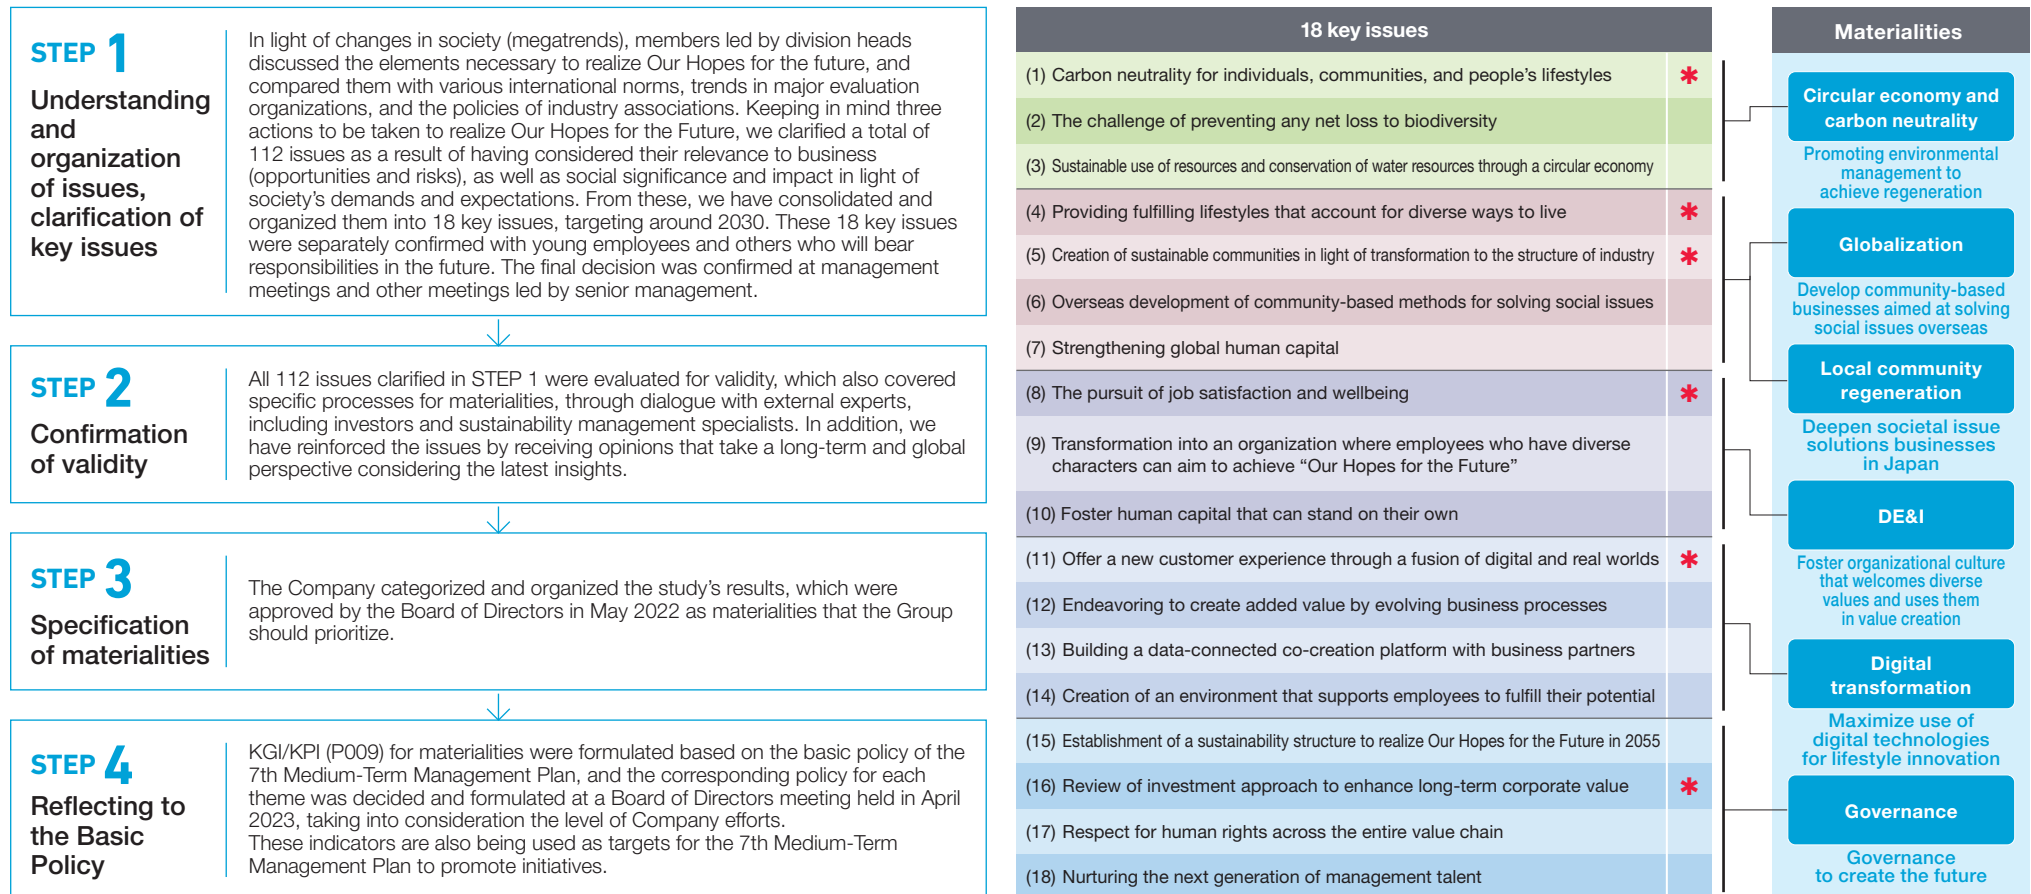 STEP 1
Understanding
and
organization
of issues,
clarification of
key issues
In light of changes in society (megatrends), members led by division heads
discussed the elements necessary to realize Our Hopes for the future, and
compared them with various international norms, trends in major evaluation
organizations, and the policies of industry associations. Keeping in mind three
actions to be taken to realize Our Hopes for the Future, we clarified a total of
112 issues as a result of having considered their relevance to business
(opportunities and risks), as well as social significance and impact in light of
society's demands and expectations. From these, we have consolidated and
organized them into 18 key issues, targeting around 2030. These 18 key issues
were separately confirmed with young employees and others who will bear
responsibilities in the future. The final decision was confirmed at management
meetings and other meetings led by senior management.
STEP 2
Confirmation
of validity
All 112 issues clarified in STEP 1 were evaluated for validity, which also covered
specific processes for materialities, through dialogue with external experts,
including investors and sustainability management specialists. In addition, we
have reinforced the issues by receiving opinions that take a long-term and global
perspective considering the latest insights.
STEP 3
Specification
of materialities
The Company categorized and organized the study's results, which were
approved by the Board of Directors in May 2022 as materialities that the Group
should prioritize.
STEP 4
Reflecting to
the Basic
Policy
KGI/KPI (P009) for materialities were formulated based on the basic policy of the
7th Medium-Term Management Plan, and the corresponding policy for each
theme was decided and formulated at a Board of Directors meeting held in April
2023, taking into consideration the level of Company efforts.
These indicators are also being used as targets for the 7th Medium-Term
Management Plan to promote initiatives.
18 key issues
(1) Carbon neutrality for individuals, communities, and people's lifestyles *
(2) The challenge of preventing any net loss to biodiversity
(3) Sustainable use of resources and conservation of water resources through a circular economy
(4) Providing fulfilling lifestyles that account for diverse ways to live *
(5) Creation of sustainable communities in light of transformation to the structure of industry *
(6) Overseas development of community-based methods for solving social issues
(7) Strengthening global human capital
(8) The pursuit of job satisfaction and wellbeing *
(9) Transformation into an organization where employees who have diverse
characters can aim to achieve “Our Hopes for the Future”
(10) Foster human capital that can stand on their own
(11) Offer a new customer experience through a fusion of digital and real worlds *
(12) Endeavoring to create added value by evolving business processes
(13) Building a data-connected co-creation platform with business partners
(14) Creation of an environment that supports employees to fulfill their potential
(15) Establishment of a sustainability structure to realize Our Hopes for the Future in 2055
(16) Review of investment approach to enhance long-term corporate value *
(17) Respect for human rights across the entire value chain
(18) Nurturing the next generation of management talent
Materialities
Circular economy and
carbon neutrality
Promoting environmental
management to
achieve regeneration
Globalization
Develop community-based
businesses aimed at solving
social issues overseas
Local community
regeneration
Deepen societal issue
solutions businesses
in Japan
DE&I
Foster organizational culture
that welcomes diverse
values and uses them
in value creation
Digital
transformation
Maximize use of
digital technologies
for lifestyle innovation
Governance
Governance
to create the future